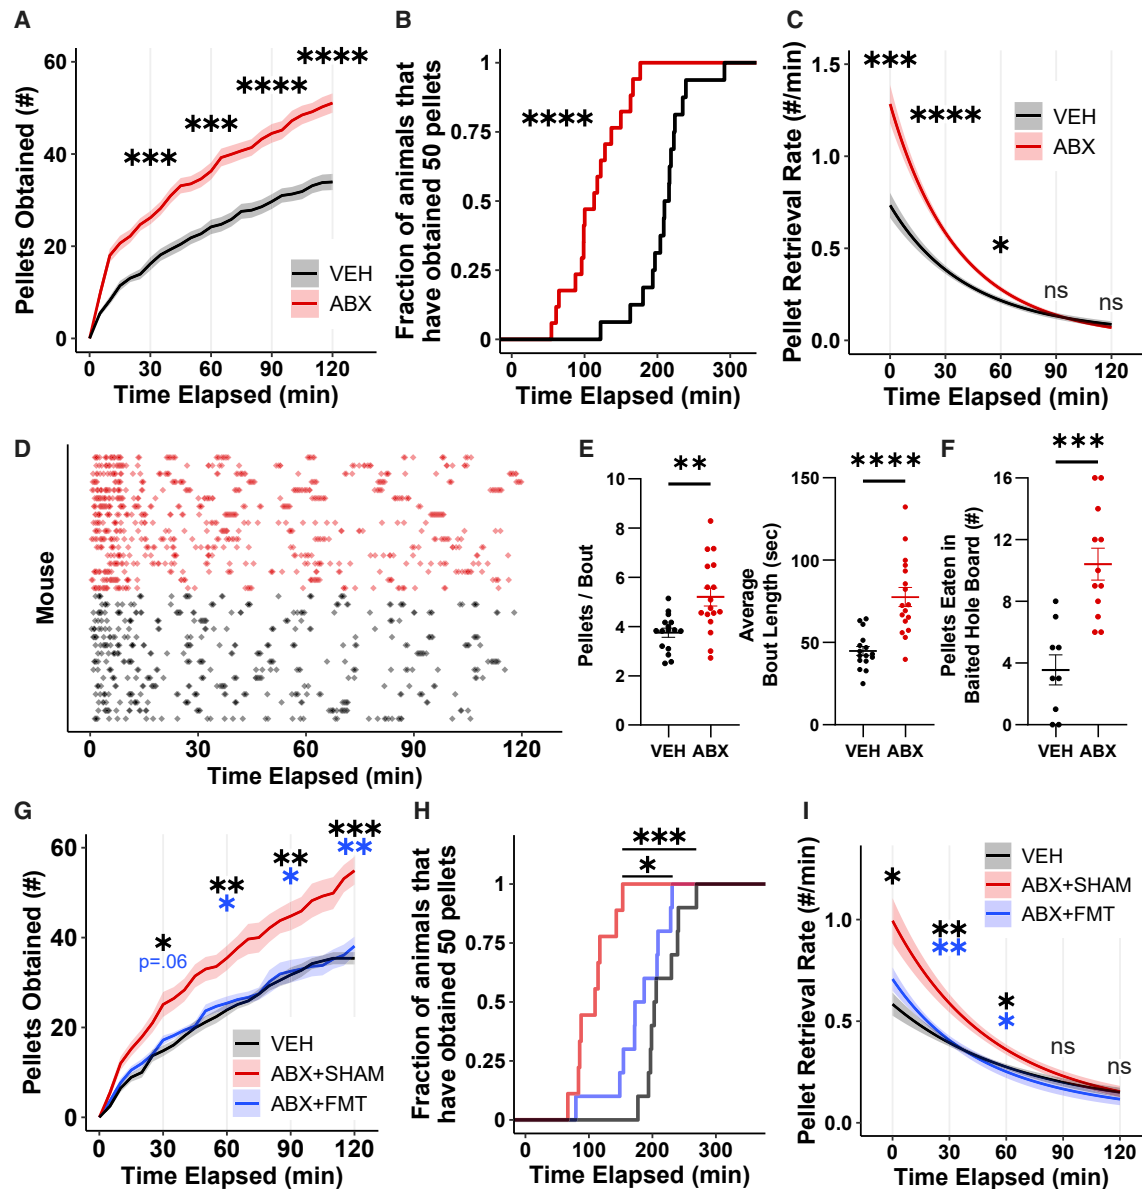 A
Pellets Obtained (#)
60
40
20
0
***
***
****
****
VEH
ABX
0 30 60 90 120
Time Elapsed (min)
B
Fraction of animals that
have obtained 50 pellets
1
0.75
0.5
0.25
0
****
0 100 200 300
Time Elapsed (min)
C
Pellet Retrieval Rate (#/min)
1.5
1.0
0.5
0.0
***
****
*
ns
ns
VEH
ABX
0 30 60 90 120
Time Elapsed (min)
D
Mouse
0 30 60 90 120
Time Elapsed (min)
E
Pellets / Bout
10
8
6
4
2
0
**
VEH ABX
Average
Bout Length (sec)
150
100
50
0
****
VEH ABX
F
Pellets Eaten in
Baited Hole Board (#)
16
12
8
4
0
***
VEH ABX
G
Pellets Obtained (#)
60
40
20
0
*
p=.06
**
*
**
*
***
**
VEH
ABX+SHAM
ABX+FMT
0 30 60 90 120
Time Elapsed (min)
H
Fraction of animals that
have obtained 50 pellets
1
0.75
0.5
0.25
0
***
*
0 100 200 300
Time Elapsed (min)
I
Pellet Retrieval Rate (#/min)
1.0
0.5
0.0
*
**
**
*
*
ns
ns
VEH
ABX+SHAM
ABX+FMT
0 30 60 90 120
Time Elapsed (min)